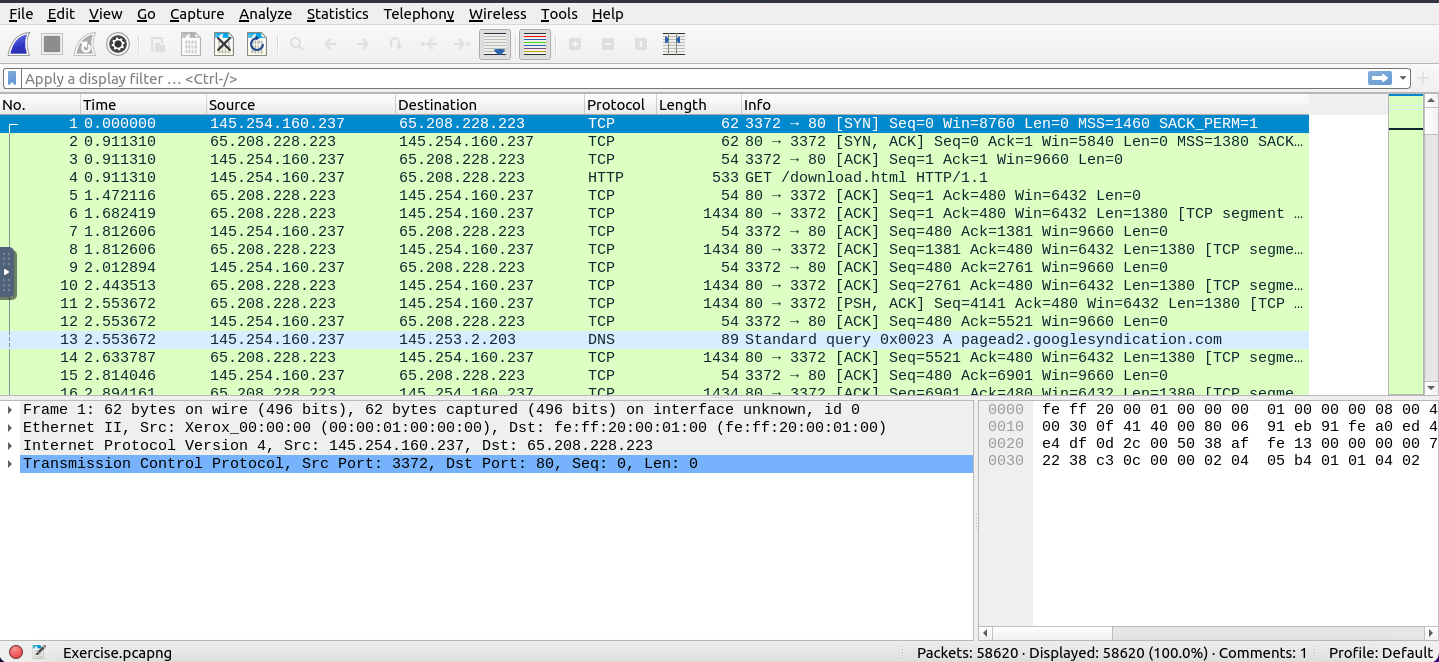 File Edit View Go Capture Analyze Statistics Telephony Wireless Tools Help
Apply a display filter … <Ctrl-/>
No. Time Source Destination Protocol Length Info
1 0.000000 145.254.160.237 65.208.228.223 TCP 62 3372 → 80 [SYN] Seq=0 Win=8760 Len=0 MSS=1460 SACK_PERM=1
2 0.911310 65.208.228.223 145.254.160.237 TCP 62 80 → 3372 [SYN, ACK] Seq=0 Ack=1 Win=5840 Len=0 MSS=1380 SACK…
3 0.911310 145.254.160.237 65.208.228.223 TCP 54 3372 → 80 [ACK] Seq=1 Ack=1 Win=9660 Len=0
4 0.911310 145.254.160.237 65.208.228.223 HTTP 533 GET /download.html HTTP/1.1
5 1.472116 65.208.228.223 145.254.160.237 TCP 54 80 → 3372 [ACK] Seq=1 Ack=480 Win=6432 Len=0
6 1.682419 65.208.228.223 145.254.160.237 TCP 1434 80 → 3372 [ACK] Seq=1 Ack=480 Win=6432 Len=1380 [TCP segment …
7 1.812606 145.254.160.237 65.208.228.223 TCP 54 3372 → 80 [ACK] Seq=480 Ack=1381 Win=9660 Len=0
8 1.812606 65.208.228.223 145.254.160.237 TCP 1434 80 → 3372 [ACK] Seq=1381 Ack=480 Win=6432 Len=1380 [TCP segme…
9 2.012894 145.254.160.237 65.208.228.223 TCP 54 3372 → 80 [ACK] Seq=480 Ack=2761 Win=9660 Len=0
10 2.443513 65.208.228.223 145.254.160.237 TCP 1434 80 → 3372 [ACK] Seq=2761 Ack=480 Win=6432 Len=1380 [TCP segme…
11 2.553672 65.208.228.223 145.254.160.237 TCP 1434 80 → 3372 [PSH, ACK] Seq=4141 Ack=480 Win=6432 Len=1380 [TCP …
12 2.553672 145.254.160.237 65.208.228.223 TCP 54 3372 → 80 [ACK] Seq=480 Ack=5521 Win=9660 Len=0
13 2.553672 145.254.160.237 145.253.2.203 DNS 89 Standard query 0x0023 A pagead2.googlesyndication.com
14 2.633787 65.208.228.223 145.254.160.237 TCP 1434 80 → 3372 [ACK] Seq=5521 Ack=480 Win=6432 Len=1380 [TCP segme…
15 2.814046 145.254.160.237 65.208.228.223 TCP 54 3372 → 80 [ACK] Seq=480 Ack=6901 Win=9660 Len=0
16 2.894161 65.208.228.223 145.254.160.237 TCP 1434 80 → 3372 [ACK] Seq=6901 Ack=480 Win=6432 Len=1380 [TCP segme…
Frame 1: 62 bytes on wire (496 bits), 62 bytes captured (496 bits) on interface unknown, id 0
Ethernet II, Src: Xerox_00:00:00 (00:00:01:00:00:00), Dst: fe:ff:20:00:01:00 (fe:ff:20:00:01:00)
Internet Protocol Version 4, Src: 145.254.160.237, Dst: 65.208.228.223
Transmission Control Protocol, Src Port: 3372, Dst Port: 80, Seq: 0, Len: 0
0000 fe ff 20 00 01 00 00 00 01 00 00 00 08 00 4
0010 00 30 0f 41 40 00 80 06 91 eb 91 fe a0 ed 4
0020 e4 df 0d 2c 00 50 38 af fe 13 00 00 00 00 7
0030 22 38 c3 0c 00 00 02 04 05 b4 01 01 04 02
Exercise.pcapng
Packets: 58620 · Displayed: 58620 (100.0%) · Comments: 1
Profile: Default